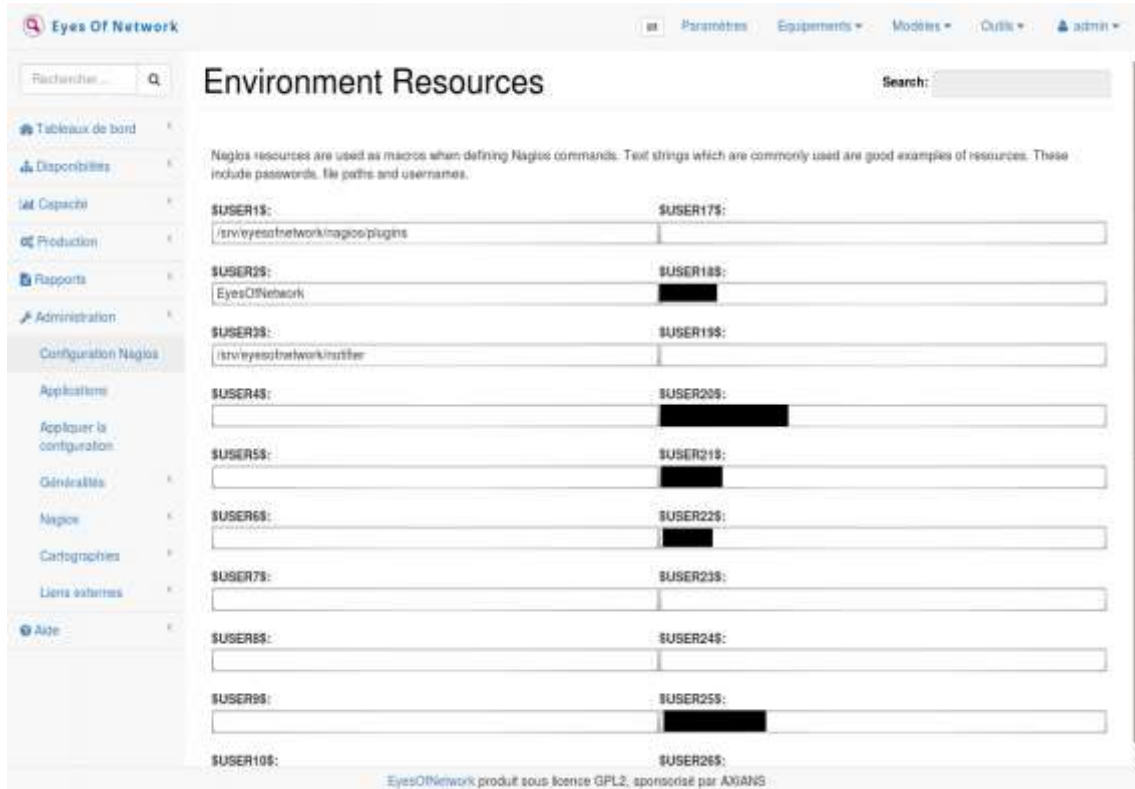 Eyes Of Network
Paramètres
Equipements
Modèles
Outils
admin
Rechercher...
Environment Resources
Search:
Tableaux de bord
Disponibilités
Capacité
Production
Rapports
Administration
Configuration Nagios
Applications
Appliquer la
configuration
Généralités
Nagios
Cartographies
Liens externes
Aide
Nagios resources are used as macros when defining Nagios commands. Text strings which are commonly used are good examples of resources. These
include passwords, file paths and usernames.
$USER1$:
/srv/eyesofnetwork/nagios/plugins
$USER17$:
$USER2$:
EyesOfNetwork
$USER18$:
$USER3$:
/srv/eyesofnetwork/notifier
$USER19$:
$USER4$:
$USER20$:
$USER5$:
$USER21$:
$USER6$:
$USER22$:
$USER7$:
$USER23$:
$USER8$:
$USER24$:
$USER9$:
$USER25$:
$USER10$:
$USER26$:
EyesOfNetwork produit sous licence GPL2, sponsorisé par AXIANS